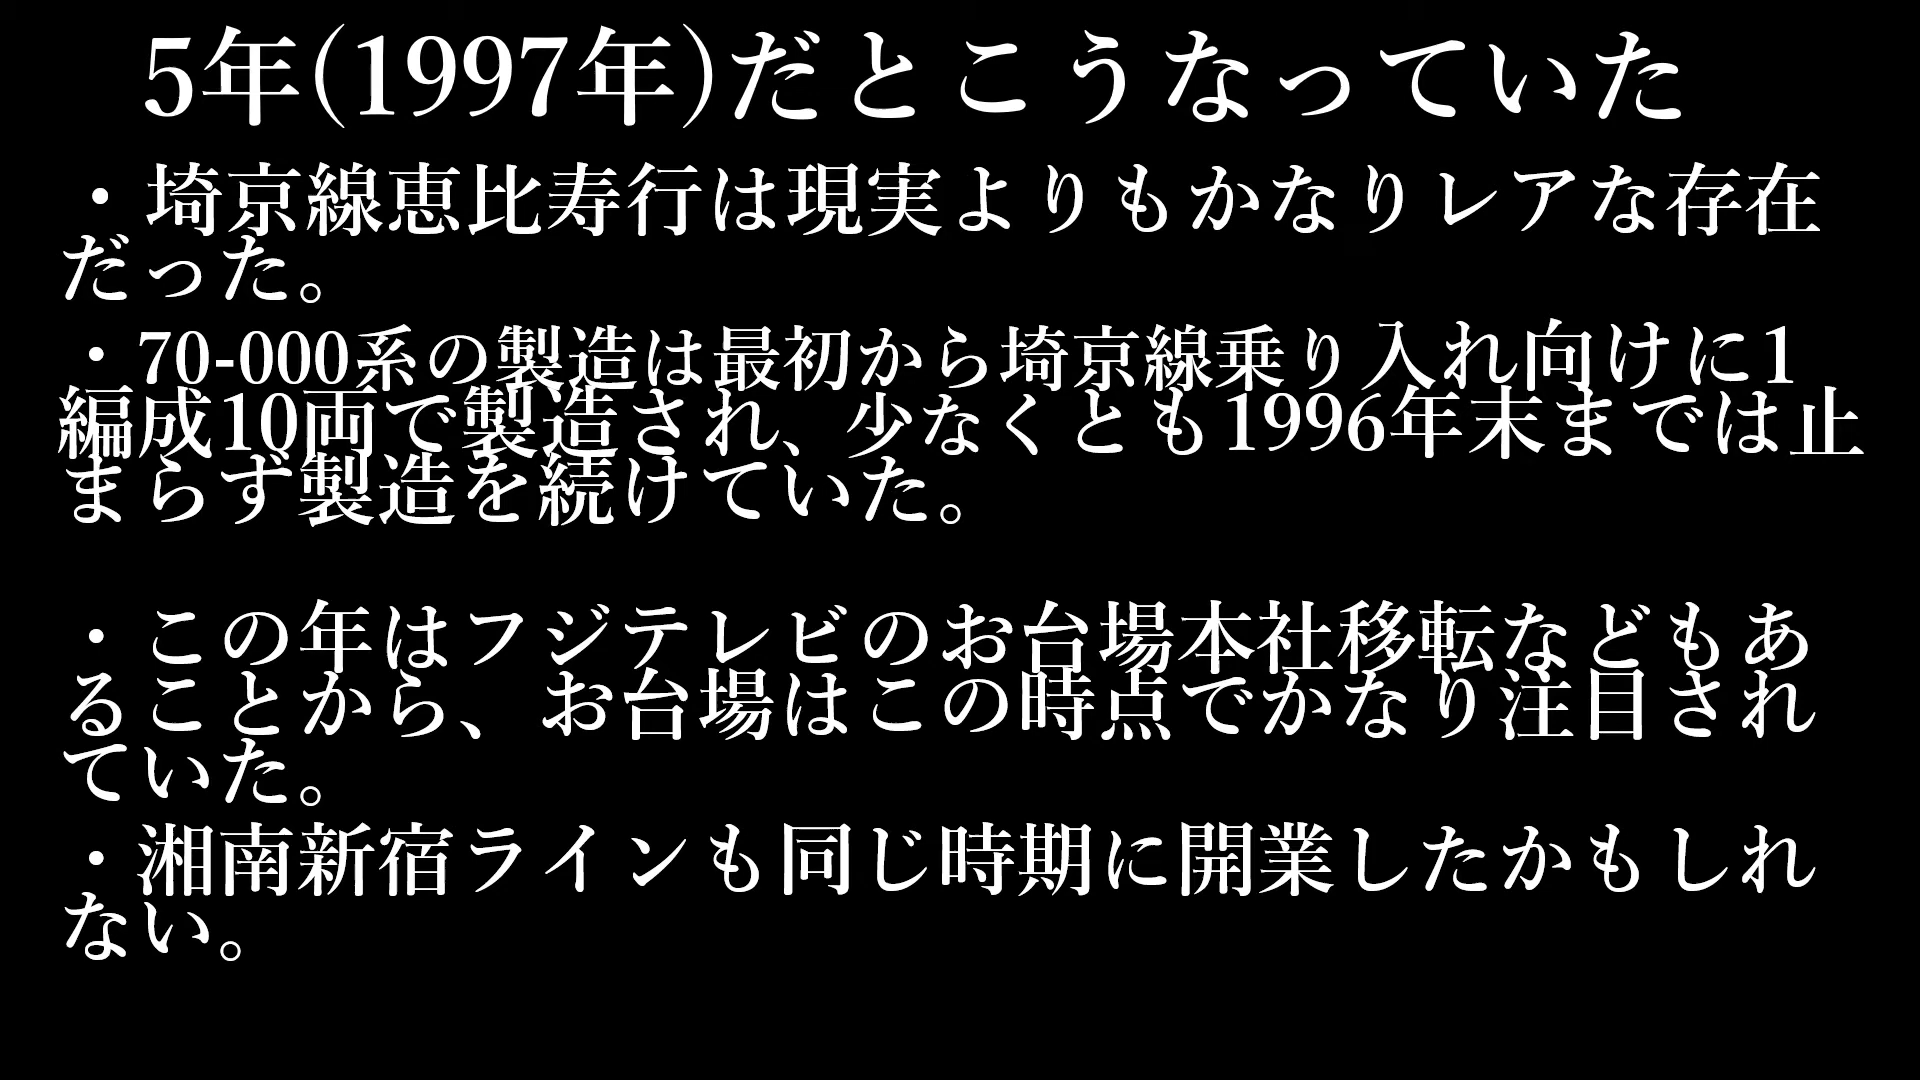 5年(1997年)だとこうなっていた
・埼京線恵比寿行は現実よりもかなりレアな存在
だった。
・70-000系の製造は最初から埼京線乗り入れ向けに1
編成10両で製造され、少なくとも1996年末までは止
まらず製造を続けていた。
・この年はフジテレビのお台場本社移転などもあ
ることから、お台場はこの時点でかなり注目され
ていた。
・湘南新宿ラインも同じ時期に開業したかもしれ
ない。